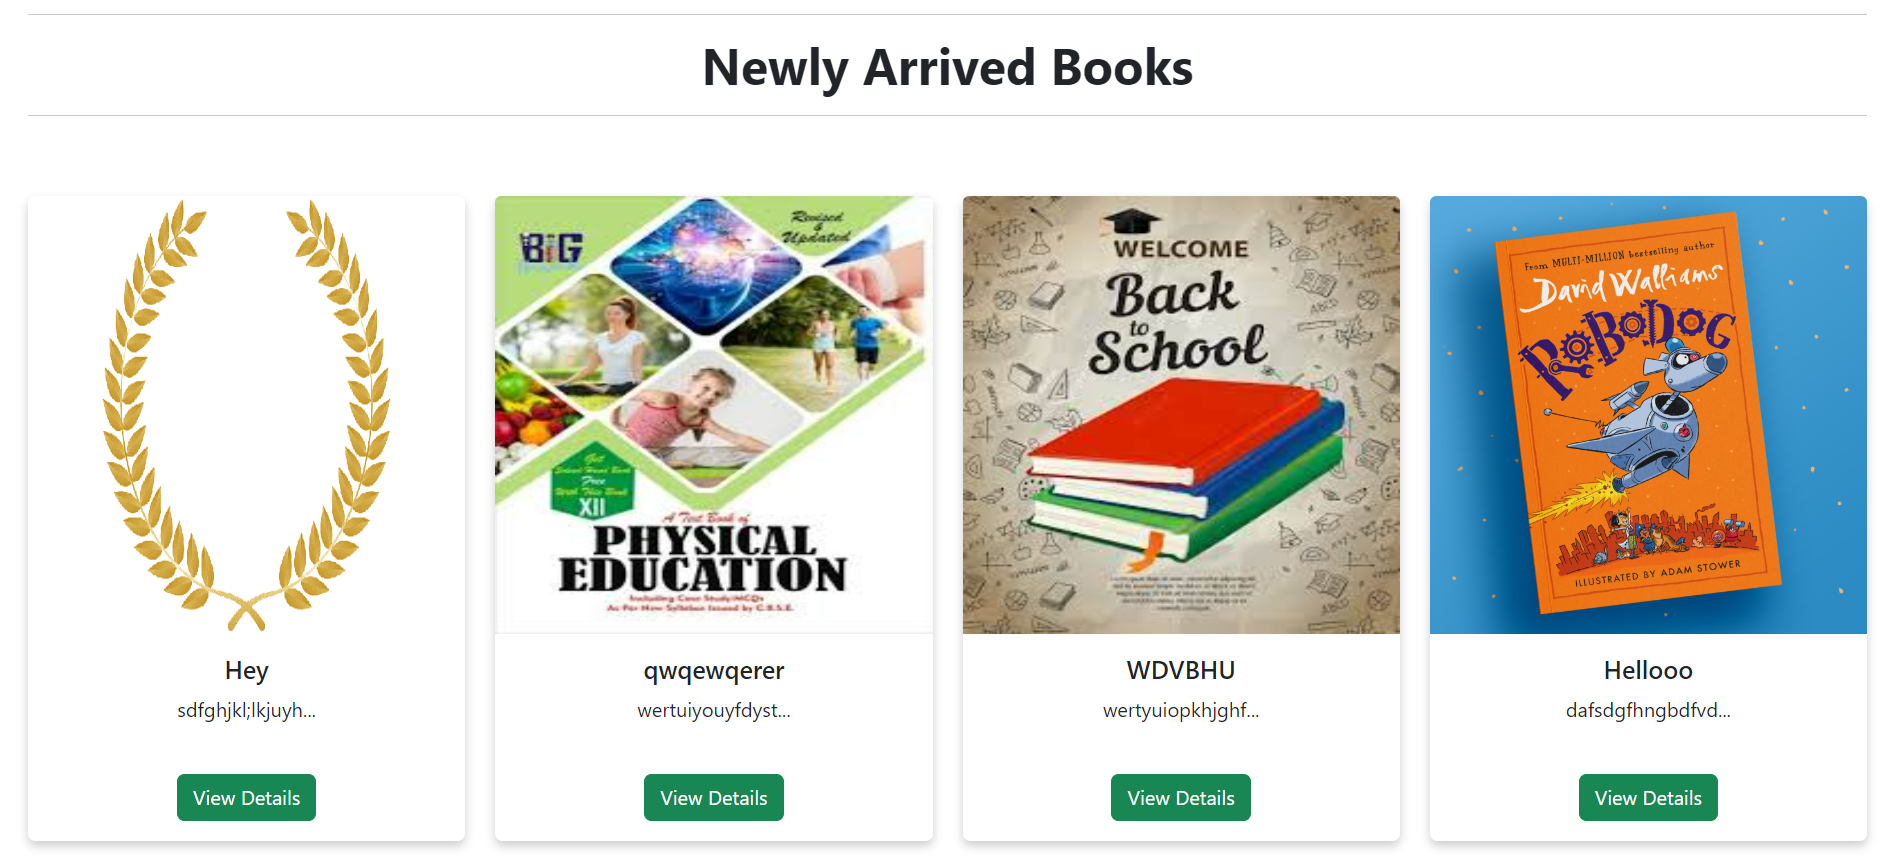 Newly Arrived Books
BiG
Revised
&
Updated
Get
Free
With This Book
XII
A Text Book of
PHYSICAL
EDUCATION
Including Case Study/MCQs
As Per New Syllabus Issued by C.B.S.E.
WELCOME
Back
to
School
From MULTI-MILLION bestselling author
David Walliams
ROBODOG
ILLUSTRATED BY ADAM STOWER
Hey
sdfghjkl;lkjuyh...
View Details
qwqewqerer
wertuiyouyfdyst...
View Details
WDVBHU
wertyuiopkhjghf...
View Details
Hellooo
dafsdgfhngbdfvd...
View Details